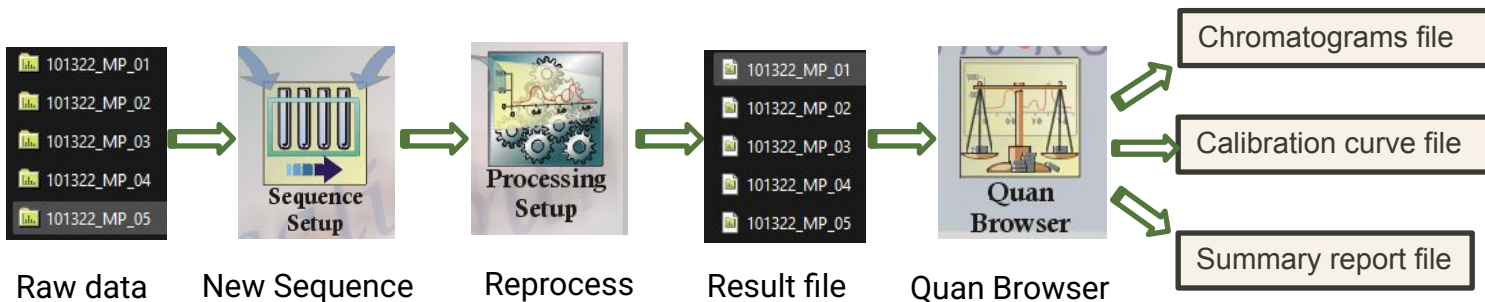 101322_MP_01
101322_MP_02
101322_MP_03
101322_MP_04
101322_MP_05
Raw data
Sequence
Setup
New Sequence
Processing
Setup
Reprocess
101322_MP_01
101322_MP_02
101322_MP_03
101322_MP_04
101322_MP_05
Result file
Quan
Browser
Quan Browser
Chromatograms file
Calibration curve file
Summary report file